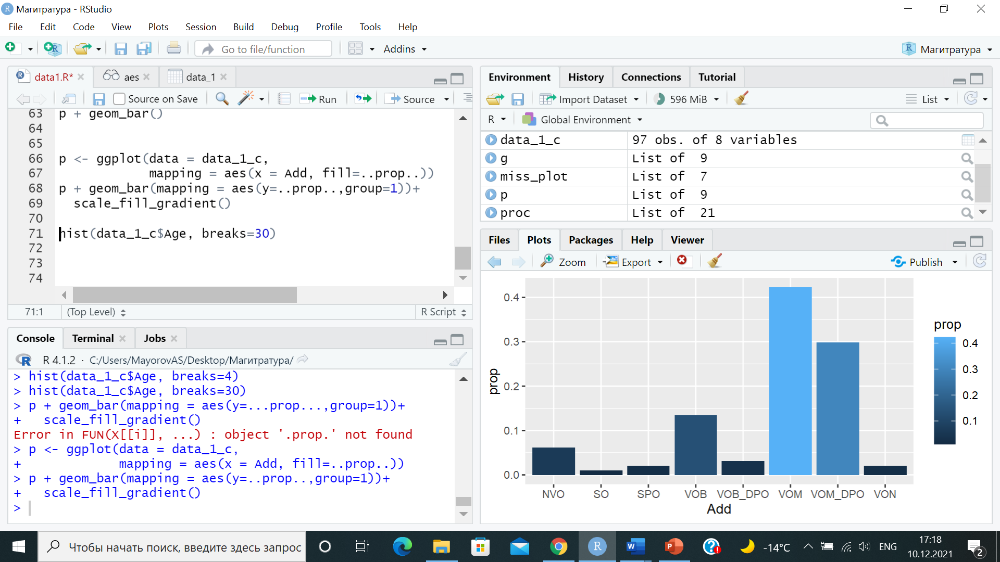 Магитратура - RStudio
File Edit Code View Plots Session Build Debug Profile Tools Help
Go to file/function Addins Магитратура
data1.R* aes data_1
Source on Save Run Source
63 p + geom_bar()
64
65
66 p <- ggplot(data = data_1_c,
67 mapping = aes(x = Add, fill=..prop..))
68 p + geom_bar(mapping = aes(y=..prop..,group=1))+
69 scale_fill_gradient()
70
71 hist(data_1_c$Age, breaks=30)
72
73
74
71:1 (Top Level) R Script
Console Terminal Jobs
R 4.1.2 · C:/Users/MayorovAS/Desktop/Магитратура/
> hist(data_1_c$Age, breaks=4)
> hist(data_1_c$Age, breaks=30)
> p + geom_bar(mapping = aes(y=...prop...,group=1))+
+ scale_fill_gradient()
Error in FUN(X[[i]], ...) : object '.prop.' not found
> p <- ggplot(data = data_1_c,
+ mapping = aes(x = Add, fill=..prop..))
> p + geom_bar(mapping = aes(y=..prop..,group=1))+
+ scale_fill_gradient()
>
Environment History Connections Tutorial
Import Dataset 596 MiB List
R Global Environment
data_1_c 97 obs. of 8 variables
g List of 9
miss_plot List of 7
p List of 9
proc List of 21
Files Plots Packages Help Viewer
Zoom Export Publish
0.4
0.3
0.2
0.1
0.0
prop
NVO SO SPO VOB VOB_DPO VOM VOM_DPO VON
Add
prop
0.4
0.3
0.2
0.1
Чтобы начать поиск, введите здесь запрос
-14°C ENG
17:18
10.12.2021
2